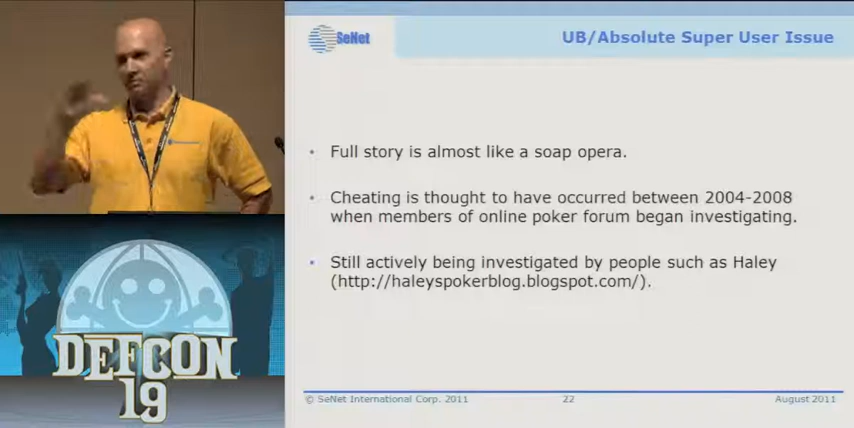 SeNet
UB/Absolute Super User Issue
• Full story is almost like a soap opera.
• Cheating is thought to have occurred between 2004-2008
when members of online poker forum began investigating.
• Still actively being investigated by people such as Haley
(http://haleyspokerblog.blogspot.com/).
DEFCON
19
© SeNet International Corp. 2011
22
August 2011